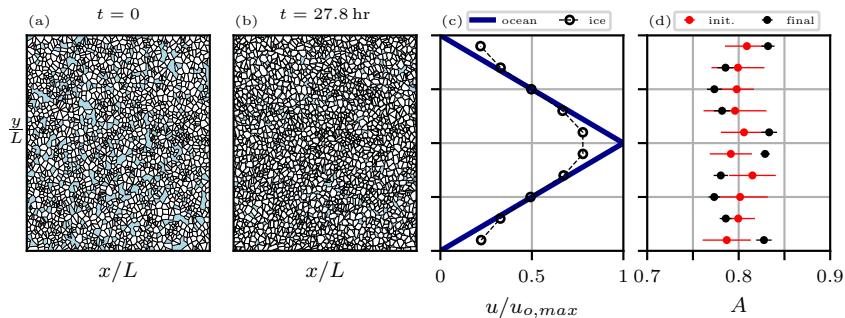 (a) t = 0
(b) t = 27.8 hr
(c) ocean ice
(d) init. final
y/L
x/L
x/L
0 0.5 1
u/u_{o,max}
0.7 0.8 0.9
A